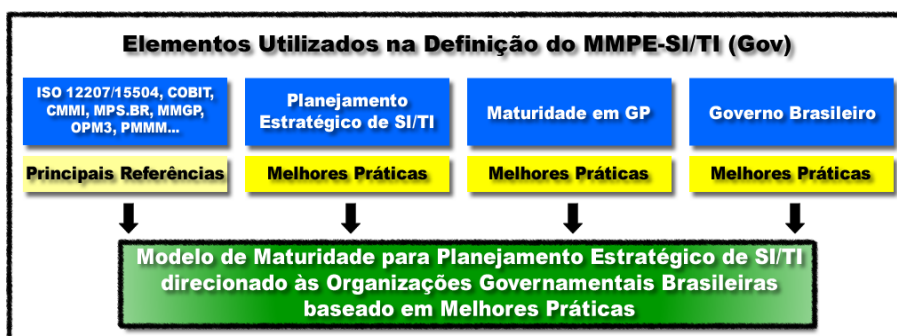 Elementos Utilizados na Definição do MMPE-SI/TI (Gov)
ISO 12207/15504, COBIT,
CMMI, MPS.BR, MMGP,
OPM3, PMMM...
Principais Referências
Planejamento
Estratégico de SI/TI
Melhores Práticas
Maturidade em GP
Melhores Práticas
Governo Brasileiro
Melhores Práticas
Modelo de Maturidade para Planejamento Estratégico de SI/TI
direcionado às Organizações Governamentais Brasileiras
baseado em Melhores Práticas